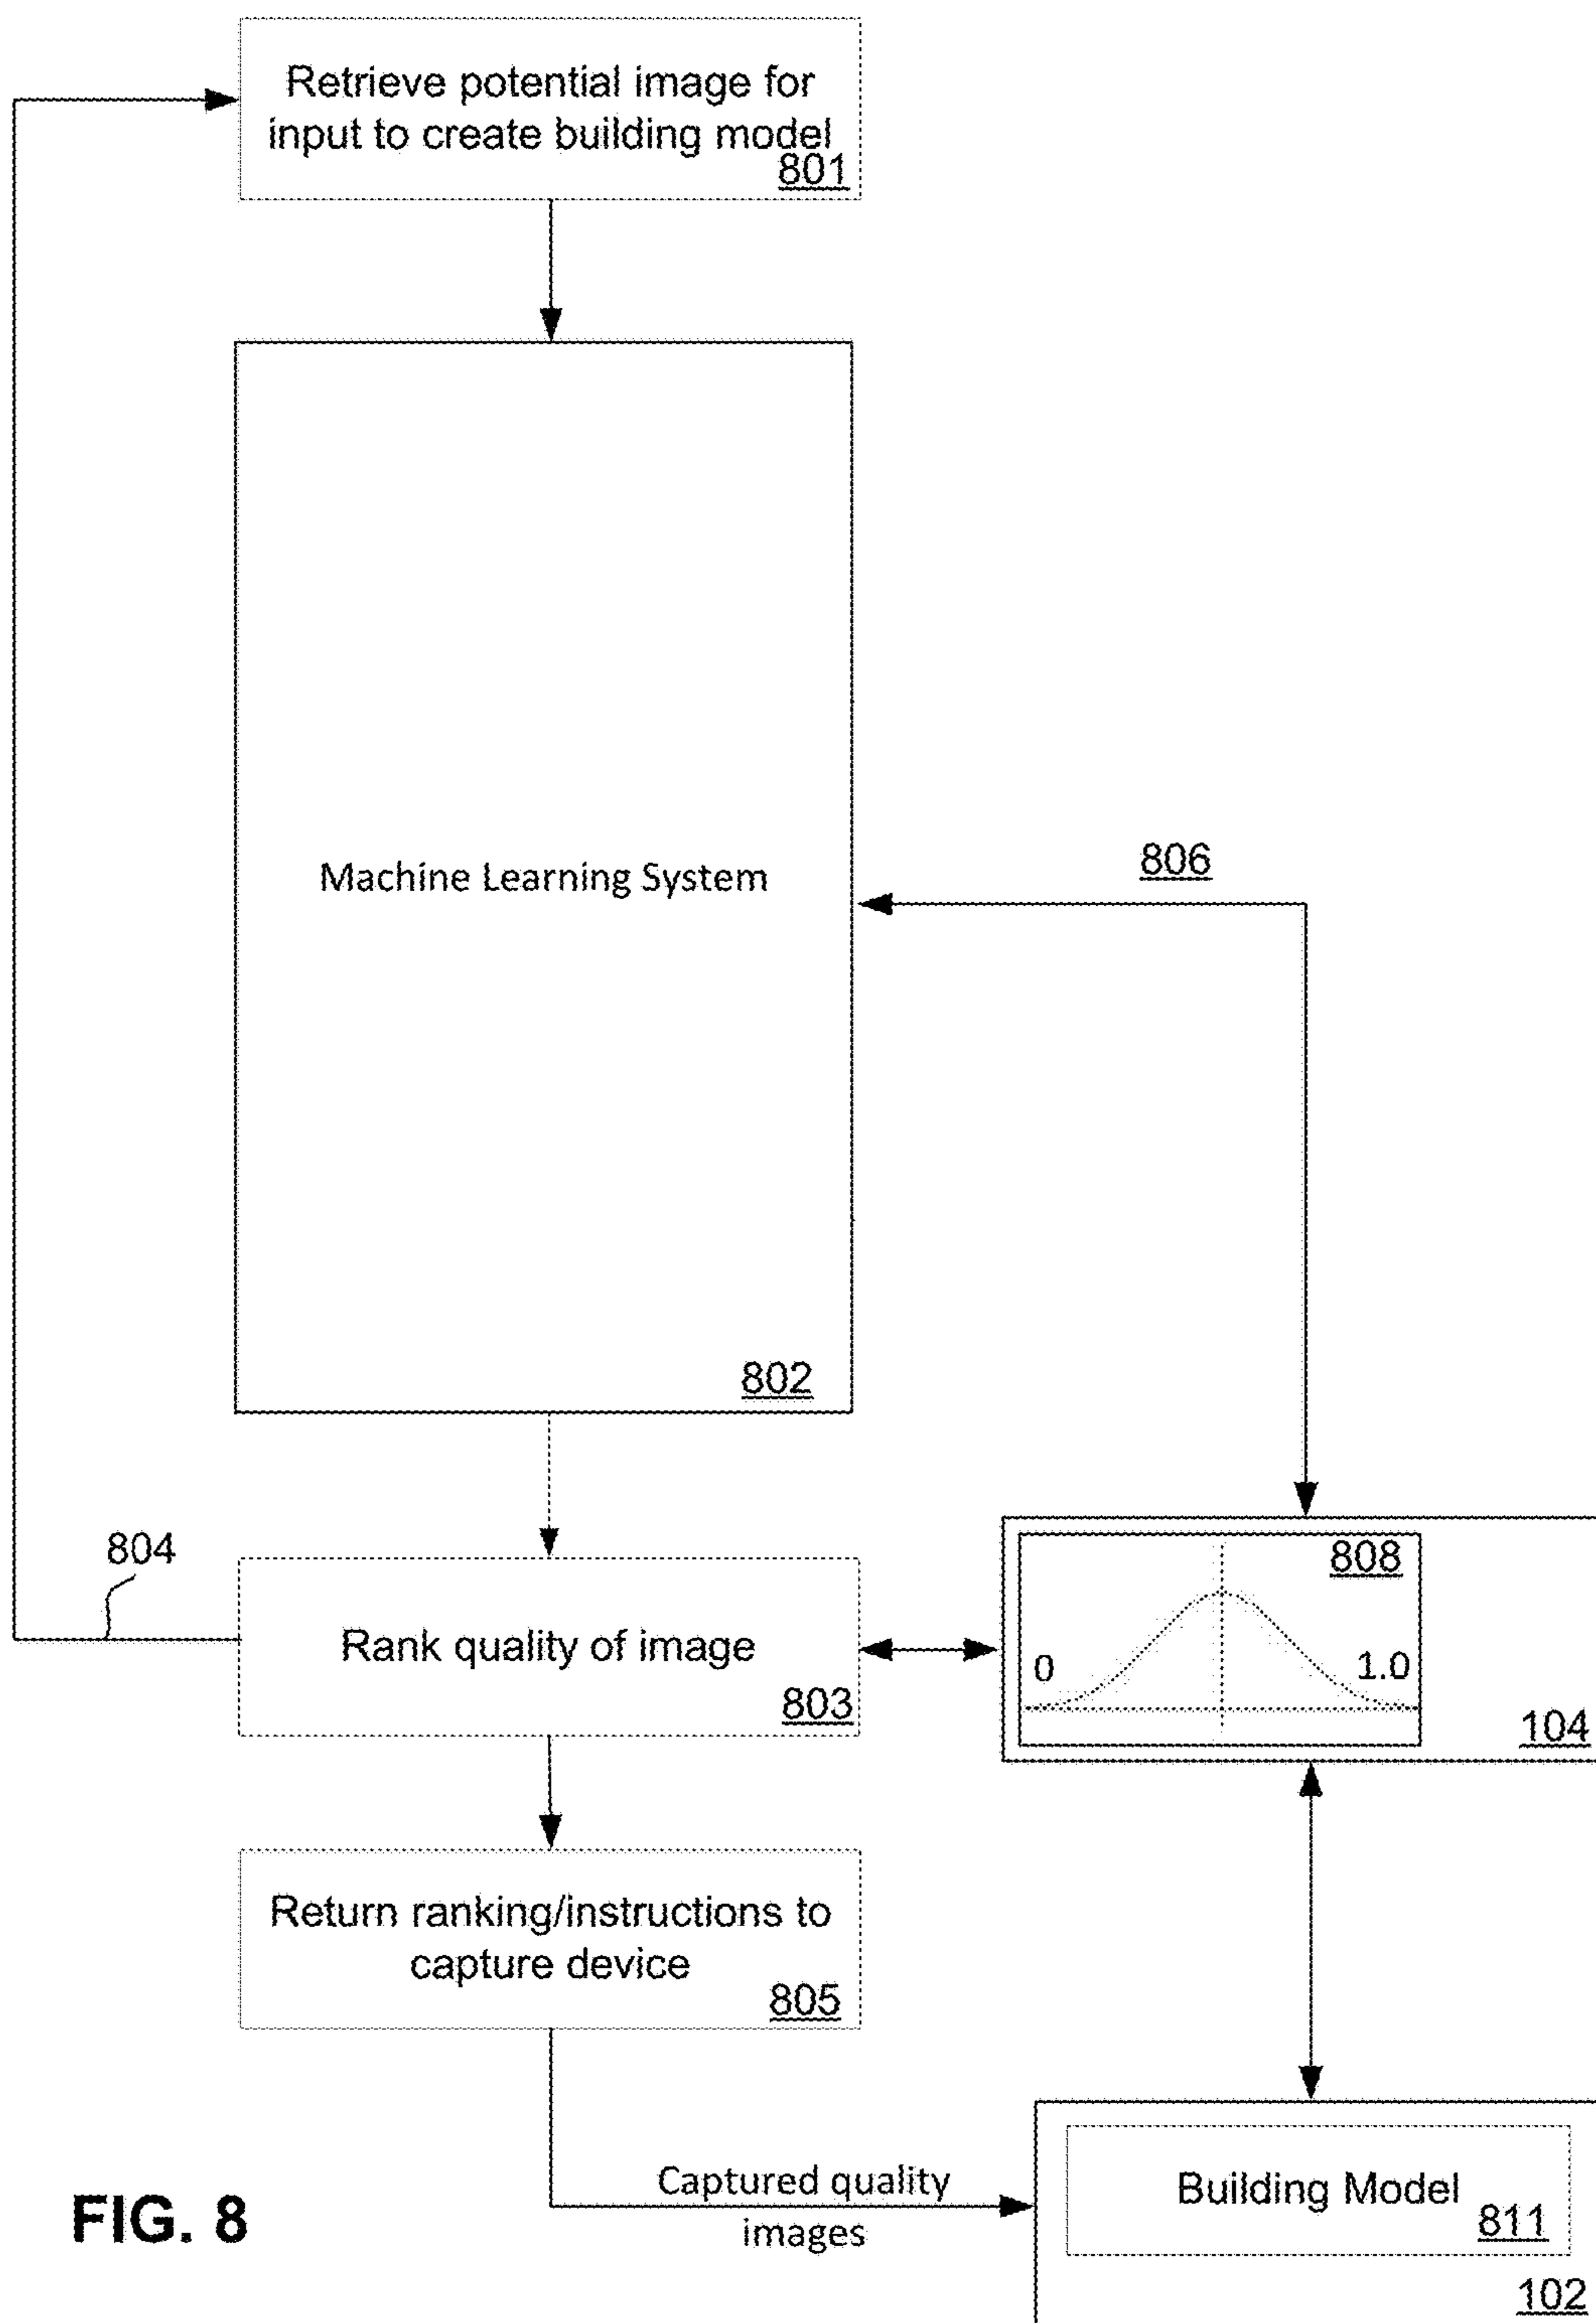 Retrieve potential image for
input to create building model
801
Machine Learning System
806
802
804
808
0
1.0
Rank quality of image
803
104
Return ranking/instructions to
capture device
805
Captured quality
images
Building Model
811
102
FIG. 8